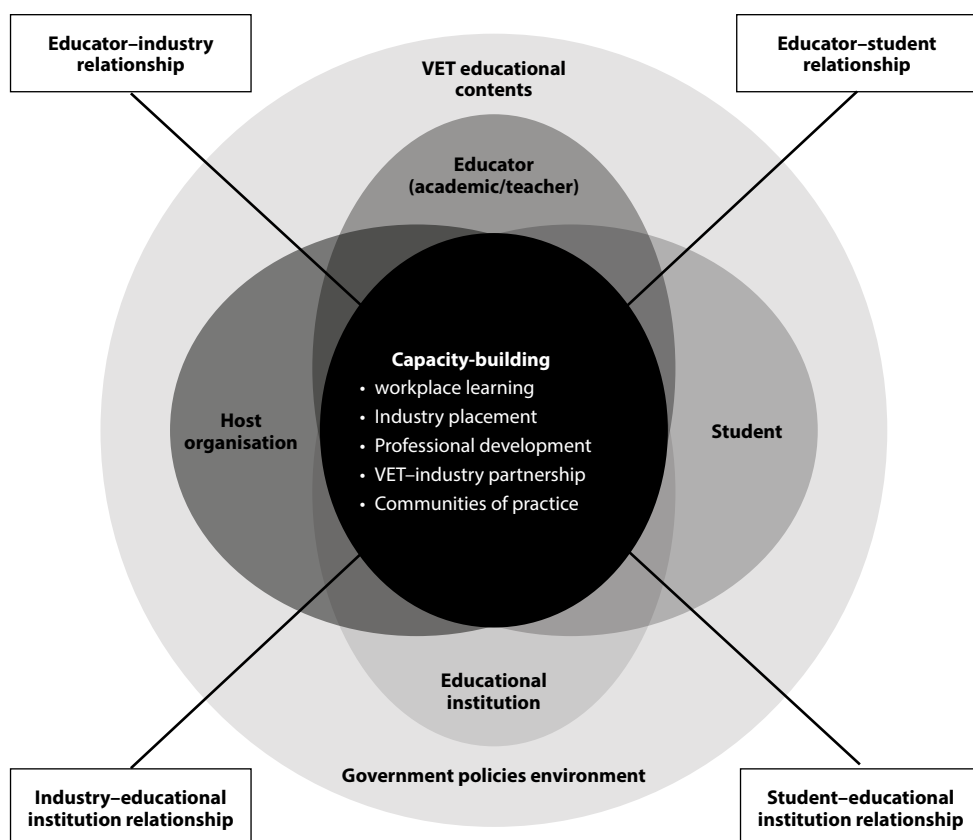 Educator–industry
relationship
Educator–student
relationship
VET educational
contents
Educator
(academic/teacher)
Capacity-building
• workplace learning
• Industry placement
• Professional development
• VET–industry partnership
• Communities of practice
Host
organisation
Student
Educational
institution
Government policies environment
Industry–educational
institution relationship
Student–educational
institution relationship